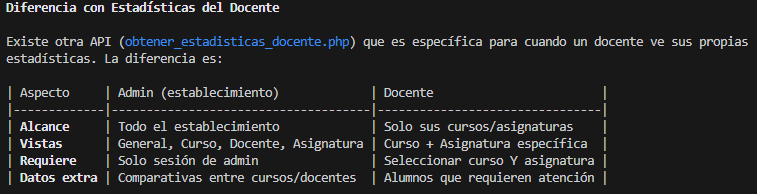 Diferencia con Estadísticas del Docente
Existe otra API (obtener_estadisticas_docente.php) que es específica para cuando un docente ve sus propias
estadísticas. La diferencia es:
| Aspecto | Admin (establecimiento) | Docente |
|-------------|------------------------------------|-----------------------------|
| Alcance | Todo el establecimiento | Solo sus cursos/asignaturas |
| Vistas | General, Curso, Docente, Asignatura | Curso + Asignatura específica |
| Requiere | Solo sesión de admin | Seleccionar curso Y asignatura |
| Datos extra | Comparativas entre cursos/docentes | Alumnos que requieren atención |